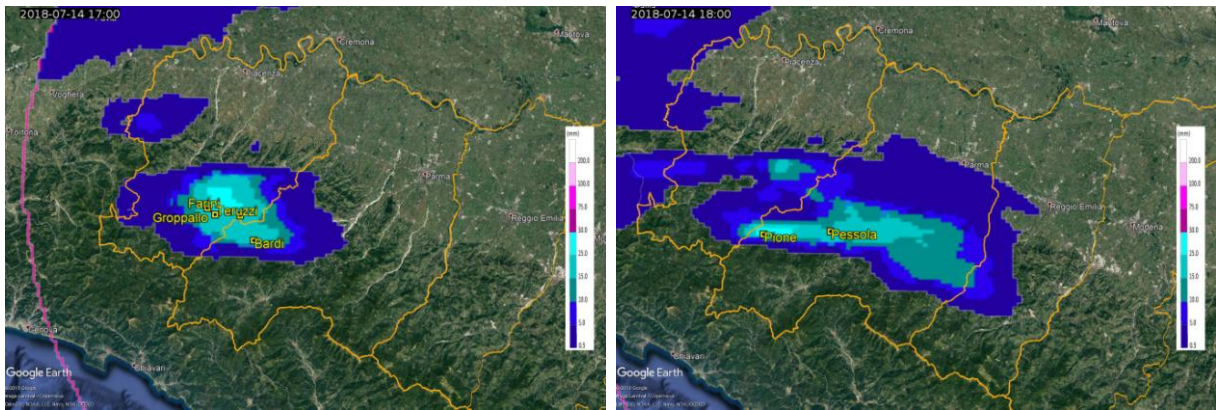 2018-07-14 17:00
Cremona
Mantova
Piacenza
Voghera
Tortona
(mm)
200.0
100.0
75.0
50.0
25.0
15.0
10.0
5.0
0.5
Parma
Farini
Teruzzi
Groppallo
Reggio Emilia
Bardi
Genova
Chiavari
Google Earth
2018-07-14 18:00
Cremona
Mantova
Piacenza
(mm)
200.0
100.0
75.0
50.0
25.0
15.0
10.0
5.0
0.5
Parma
Reggio Emilia
Modena
Pione
Pessola
Chiavari
Google Earth